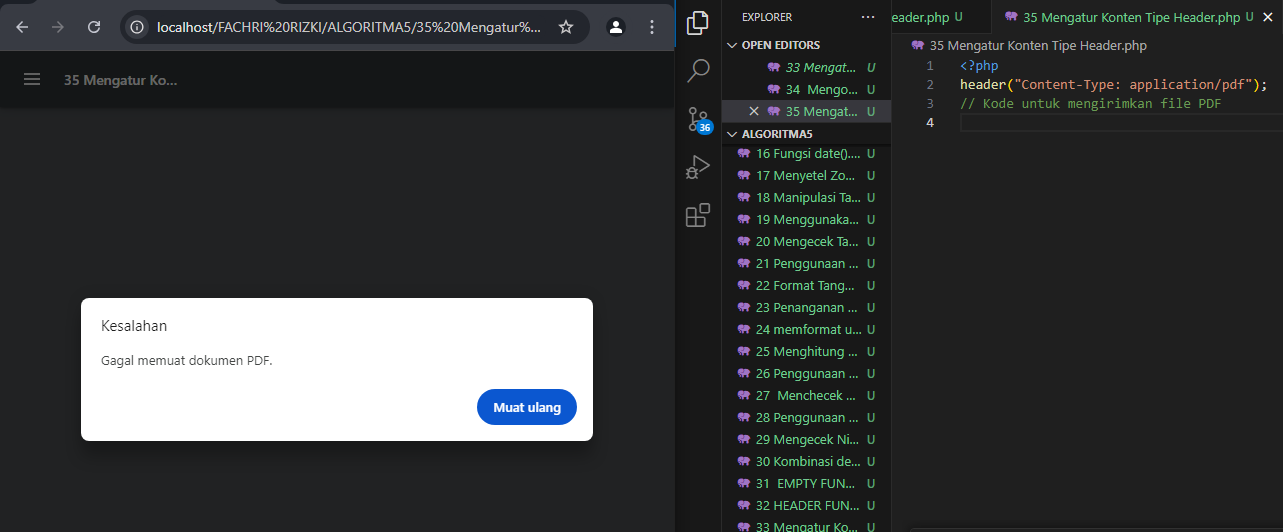 localhost/FACHRI%20RIZKI/ALGORITMA5/35%20Mengatur%...
35 Mengatur Ko...
Kesalahan
Gagal memuat dokumen PDF.
Muat ulang
36
EXPLORER
OPEN EDITORS
33 Mengat... U
34 Mengo... U
35 Mengat... U
ALGORITMA5
16 Fungsi date().... U
17 Menyetel Zo... U
18 Manipulasi Ta... U
19 Menggunaka... U
20 Mengecek Ta... U
21 Penggunaan ... U
22 Format Tang... U
23 Penanganan ... U
24 memformat u... U
25 Menghitung ... U
26 Penggunaan ... U
27 Menchecek ... U
28 Penggunaan ... U
29 Mengecek Ni... U
30 Kombinasi de... U
31 EMPTY FUN... U
32 HEADER FUN... U
33 Mengatur Ko... U
eader.php U
35 Mengatur Konten Tipe Header.php U
35 Mengatur Konten Tipe Header.php
1 <?php
2 header("Content-Type: application/pdf");
3 // Kode untuk mengirimkan file PDF
4